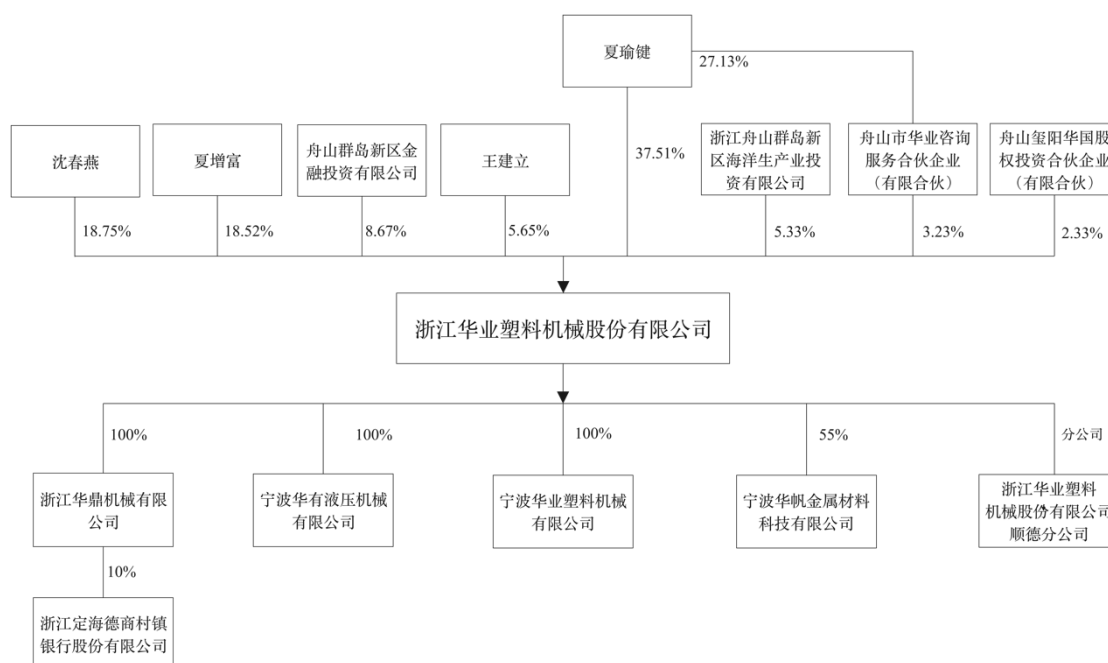 夏瑜键
27.13%
沈春燕
夏增富
舟山群岛新区金
融投资有限公司
王建立
37.51%
浙江舟山群岛新
区海洋生产业投
资有限公司
舟山市华业咨询
服务合伙企业
（有限合伙）
舟山玺阳华国股
权投资合伙企业
（有限合伙）
18.75%
18.52%
8.67%
5.65%
5.33%
3.23%
2.33%
浙江华业塑料机械股份有限公司
100%
100%
100%
55%
分公司
浙江华鼎机械有限
公司
宁波华有液压机械
有限公司
宁波华业塑料机械
有限公司
宁波华帆金属材料
科技有限公司
浙江华业塑料
机械股份有限公司
顺德分公司
10%
浙江定海德商村镇
银行股份有限公司